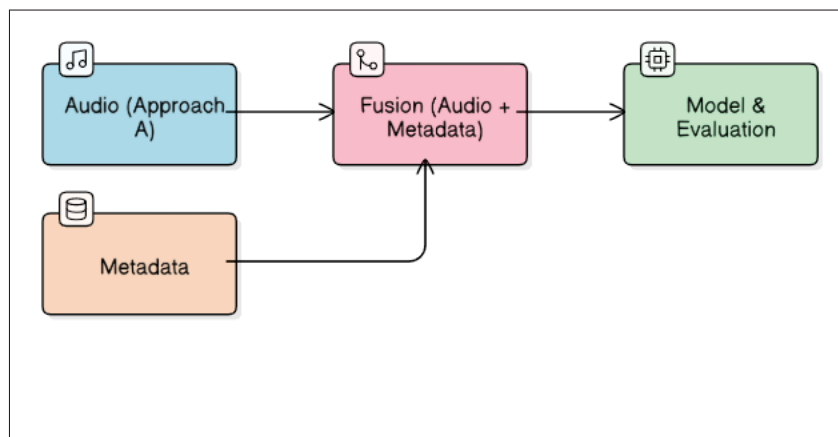 Audio (Approach
A)
Fusion (Audio +
Metadata)
Model &
Evaluation
Metadata